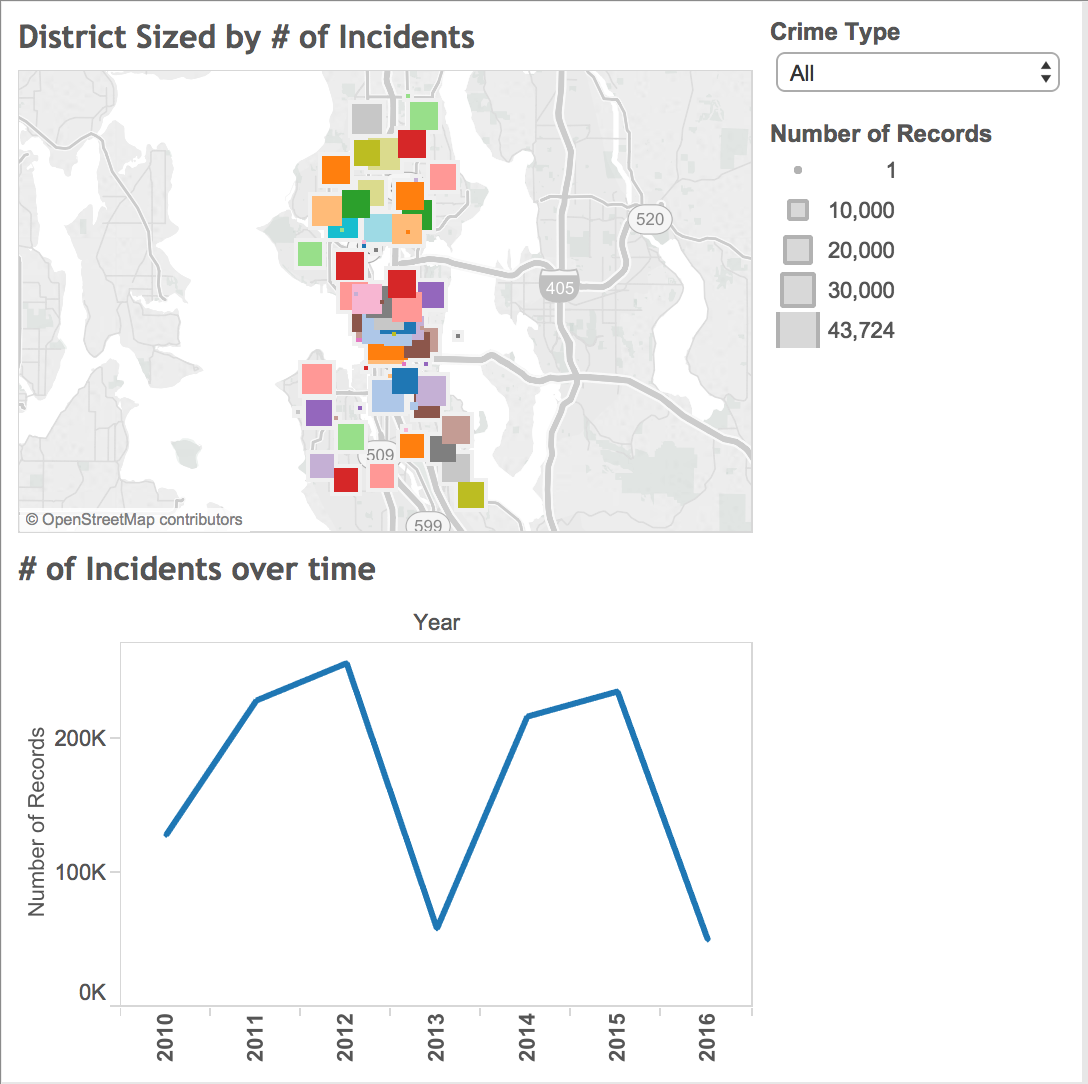 District Sized by # of Incidents
520
405
509
599
© OpenStreetMap contributors
Crime Type
All
Number of Records
1
10,000
20,000
30,000
43,724
# of Incidents over time
Year
Number of Records
200K
100K
0K
2010
2011
2012
2013
2014
2015
2016